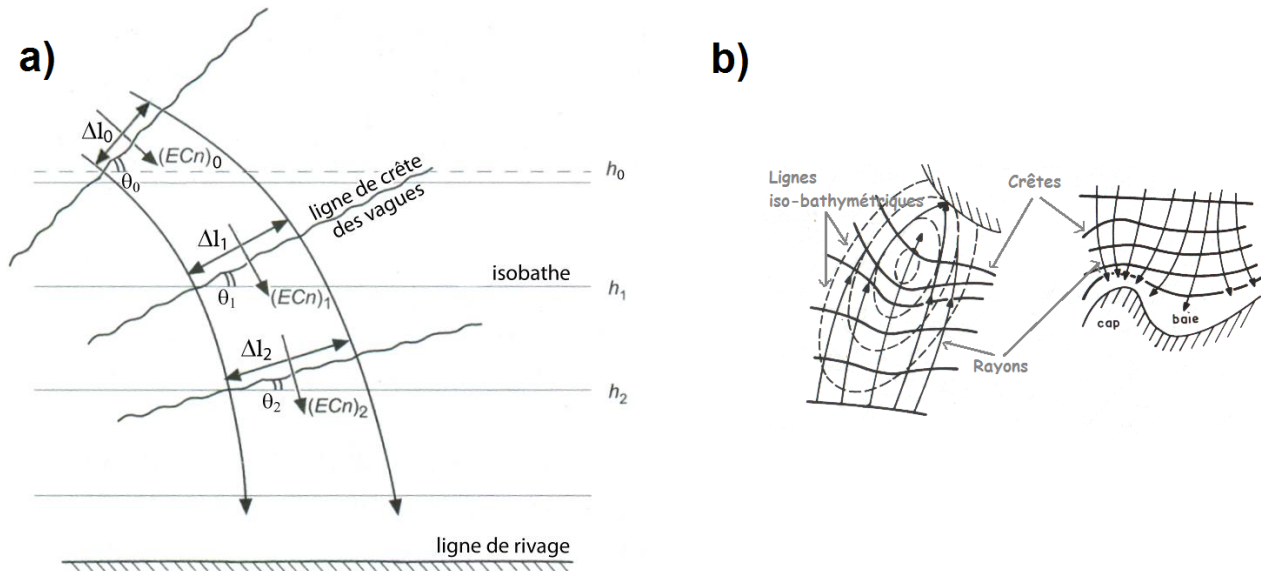 a)
Δl₀
(ECn)₀
θ₀
h₀
ligne de crête
des vagues
Δl₁
isobathe
θ₁
(ECn)₁
h₁
Δl₂
θ₂
(ECn)₂
h₂
ligne de rivage
b)
Lignes
iso-bathymétriques
Crêtes
Rayons
cap
baie